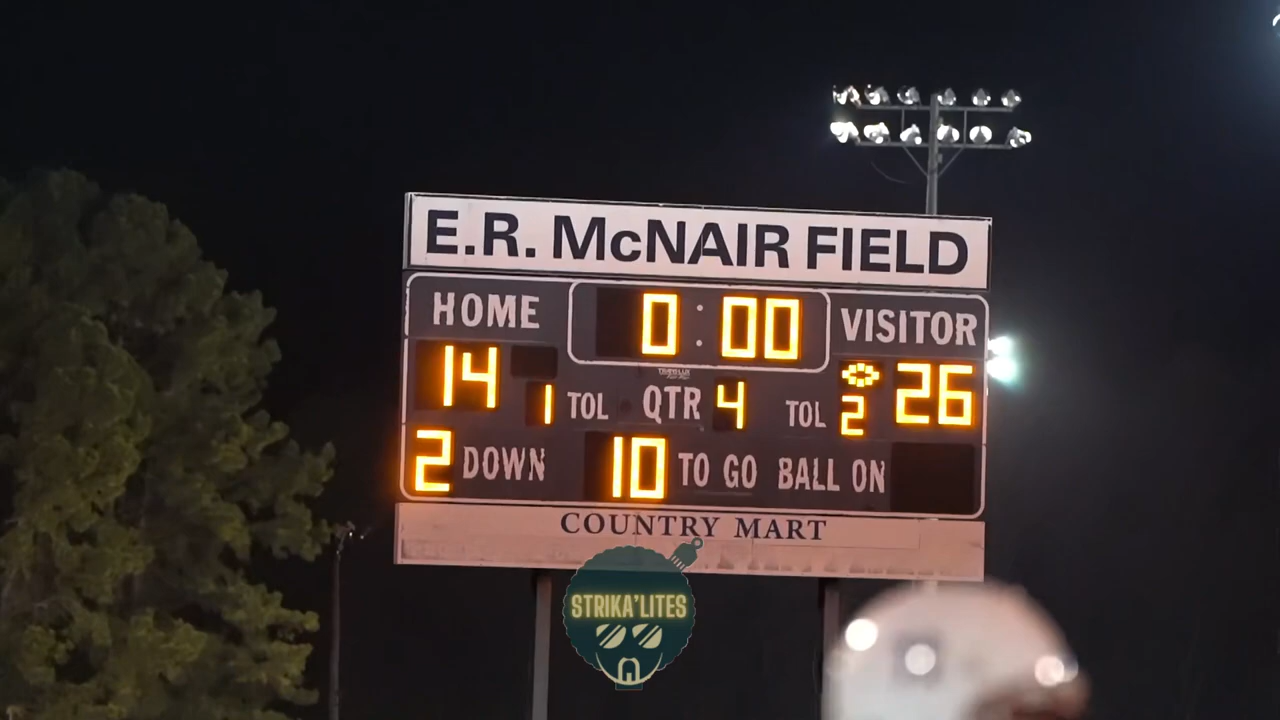 E.R. McNAIR FIELD
HOME 0:00 VISITOR
14 26
1 TOL QTR 4 TOL 2
2 DOWN 10 TO GO BALL ON
COUNTRY MART
STRIKA'LITES